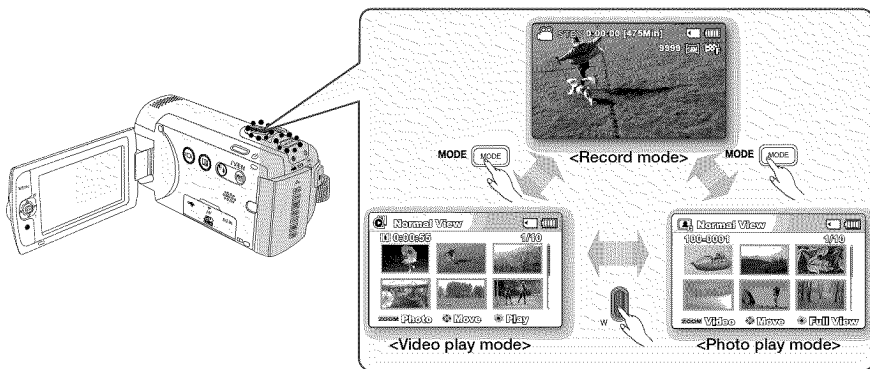 STBY 0:00:00 [475Min]
9999
MODE
MODE
<Record mode>
MODE
MODE
Normal View
0:00:55 1/10
ZOOM Photo Move Play
<Video play mode>
W
Normal View
100-0001 1/10
ZOOM Video Move Full View
<Photo play mode>